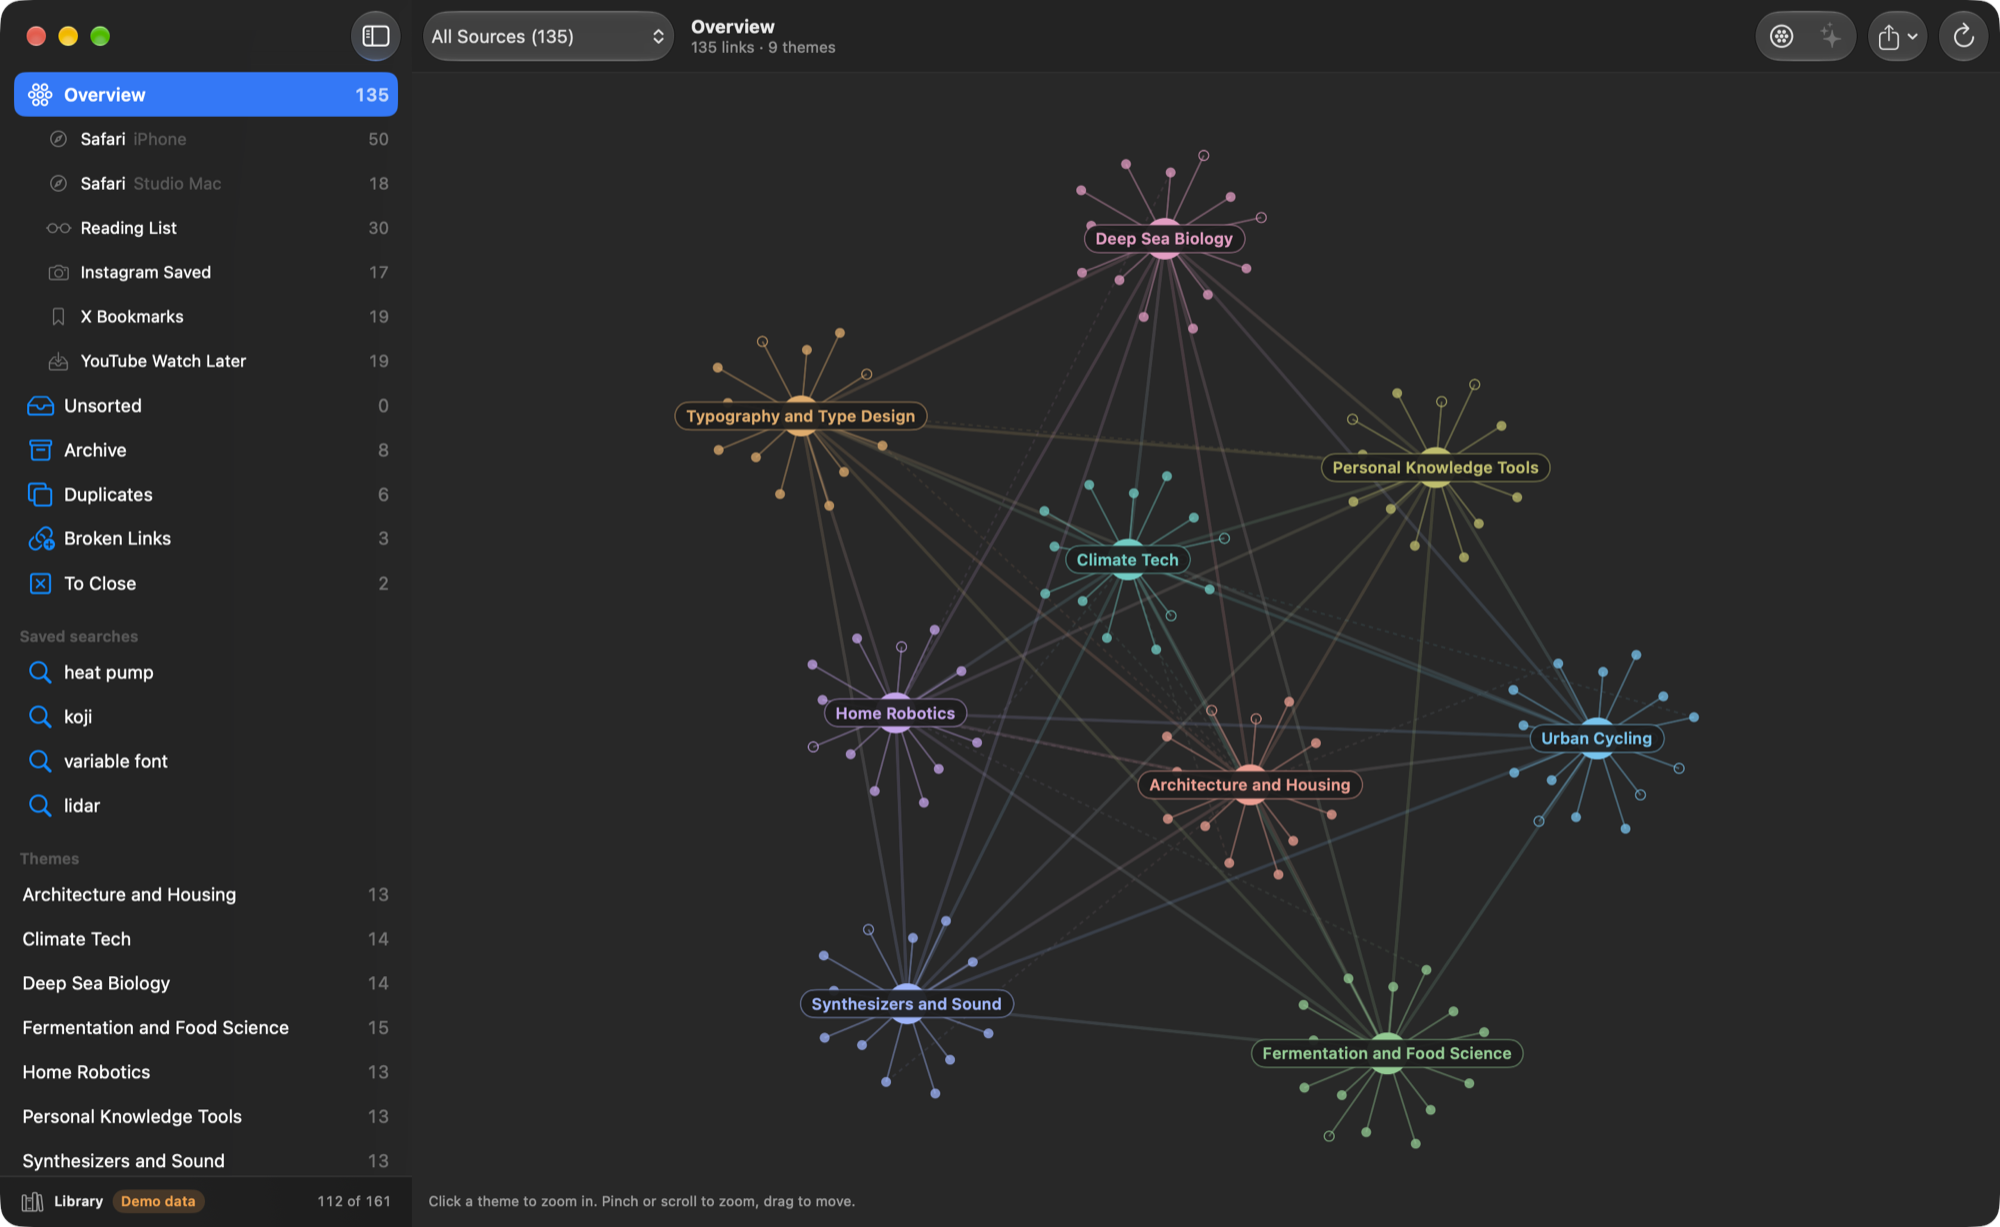 All Sources (135)
Overview
135 links · 9 themes
Overview 135
Safari iPhone 50
Safari Studio Mac 18
Reading List 30
Instagram Saved 17
X Bookmarks 19
YouTube Watch Later 19
Unsorted 0
Archive 8
Duplicates 6
Broken Links 3
To Close 2
Saved searches
heat pump
koji
variable font
lidar
Themes
Architecture and Housing 13
Climate Tech 14
Deep Sea Biology 14
Fermentation and Food Science 15
Home Robotics 13
Personal Knowledge Tools 13
Synthesizers and Sound 13
Library Demo data 112 of 161
Deep Sea Biology
Typography and Type Design
Personal Knowledge Tools
Climate Tech
Home Robotics
Urban Cycling
Architecture and Housing
Synthesizers and Sound
Fermentation and Food Science
Click a theme to zoom in. Pinch or scroll to zoom, drag to move.